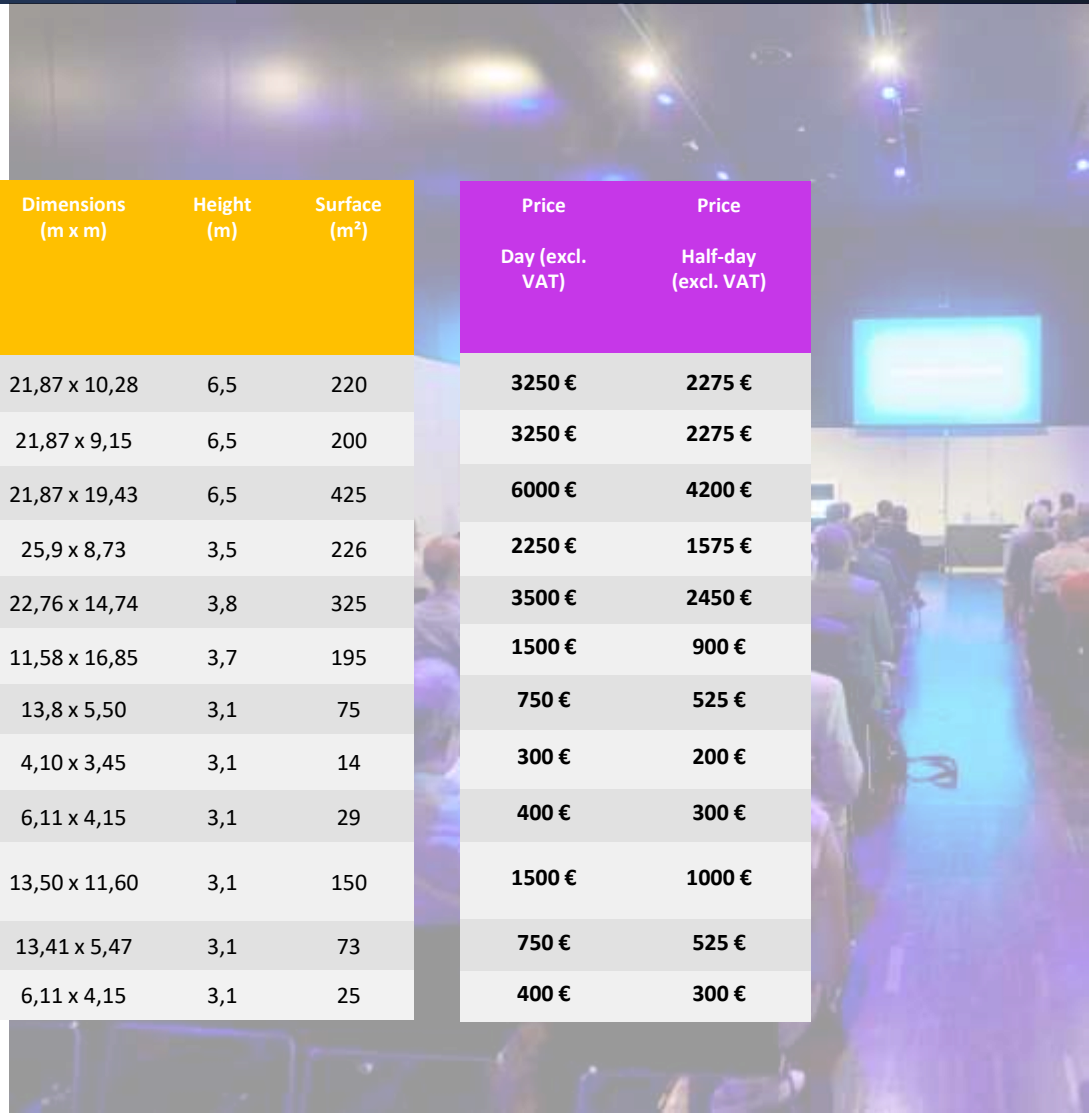 Dimensions Height Surface Price Price
(m x m) (m) (m²) Day (excl. Half-day
VAT) (excl. VAT)
21,87 x 10,28 6,5 220 3250 € 2275 €
21,87 x 9,15 6,5 200 3250 € 2275 €
21,87 x 19,43 6,5 425 6000 € 4200 €
25,9 x 8,73 3,5 226 2250 € 1575 €
22,76 x 14,74 3,8 325 3500 € 2450 €
11,58 x 16,85 3,7 195 1500 € 900 €
13,8 x 5,50 3,1 75 750 € 525 €
4,10 x 3,45 3,1 14 300 € 200 €
6,11 x 4,15 3,1 29 400 € 300 €
13,50 x 11,60 3,1 150 1500 € 1000 €
13,41 x 5,47 3,1 73 750 € 525 €
6,11 x 4,15 3,1 25 400 € 300 €